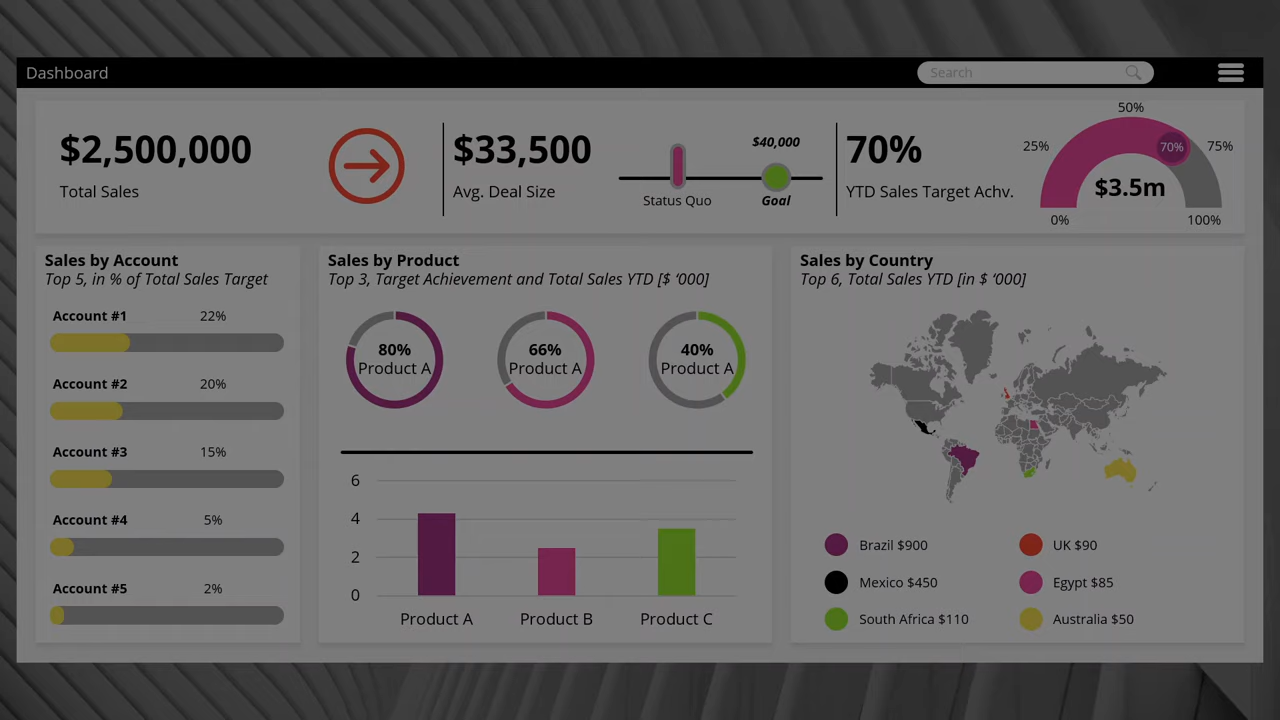 Dashboard
Search
$2,500,000
Total Sales
$33,500
Avg. Deal Size
$40,000
Status Quo
Goal
70%
YTD Sales Target Achv.
50%
25%
70%
75%
$3.5m
0%
100%
Sales by Account
Top 5, in % of Total Sales Target
Account #1 22%
Account #2 20%
Account #3 15%
Account #4 5%
Account #5 2%
Sales by Product
Top 3, Target Achievement and Total Sales YTD [$ ‘000]
80%
Product A
66%
Product A
40%
Product A
6
4
2
0
Product A Product B Product C
Sales by Country
Top 6, Total Sales YTD [in $ ‘000]
Brazil $900
UK $90
Mexico $450
Egypt $85
South Africa $110
Australia $50